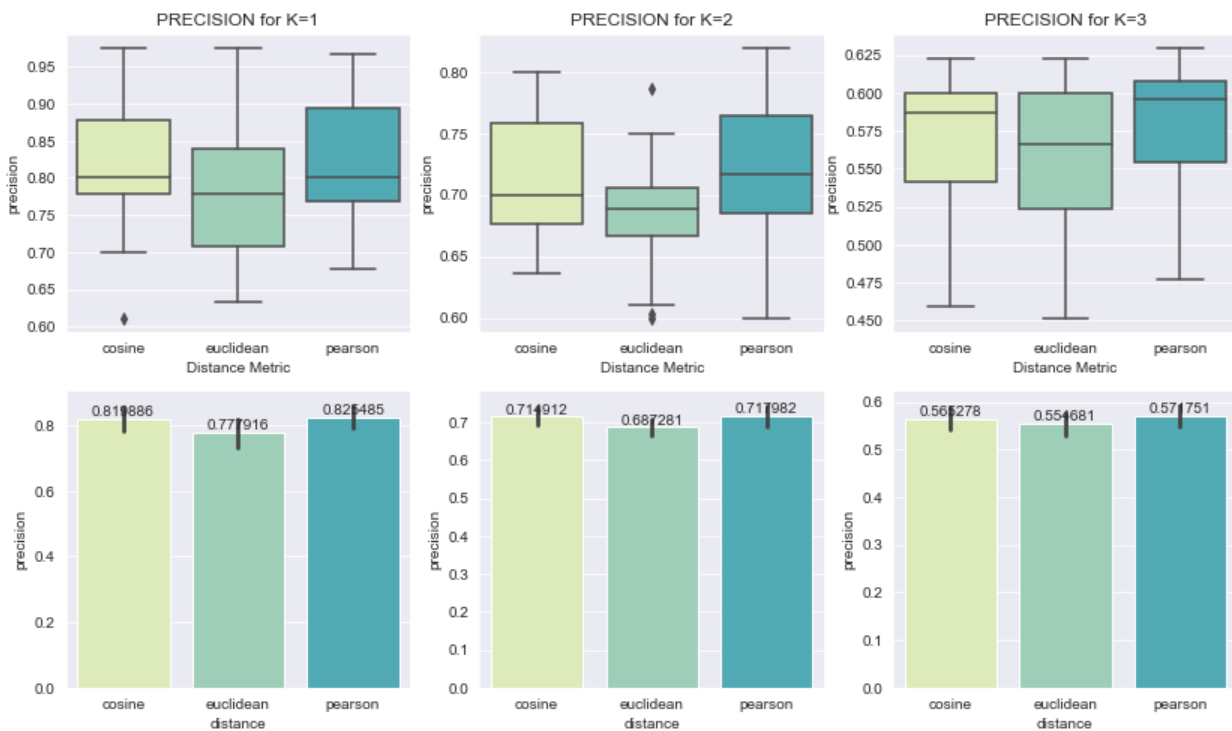 PRECISION for K=1
precision
0.95
0.90
0.85
0.80
0.75
0.70
0.65
0.60
cosine euclidean pearson
Distance Metric
PRECISION for K=2
precision
0.80
0.75
0.70
0.65
0.60
cosine euclidean pearson
Distance Metric
PRECISION for K=3
precision
0.625
0.600
0.575
0.550
0.525
0.500
0.475
0.450
cosine euclidean pearson
Distance Metric
precision
0.8
0.6
0.4
0.2
0.0
0.819886 0.777916 0.825485
cosine euclidean pearson
distance
precision
0.7
0.6
0.5
0.4
0.3
0.2
0.1
0.0
0.714912 0.687281 0.717982
cosine euclidean pearson
distance
precision
0.6
0.5
0.4
0.3
0.2
0.1
0.0
0.565278 0.554681 0.571751
cosine euclidean pearson
distance